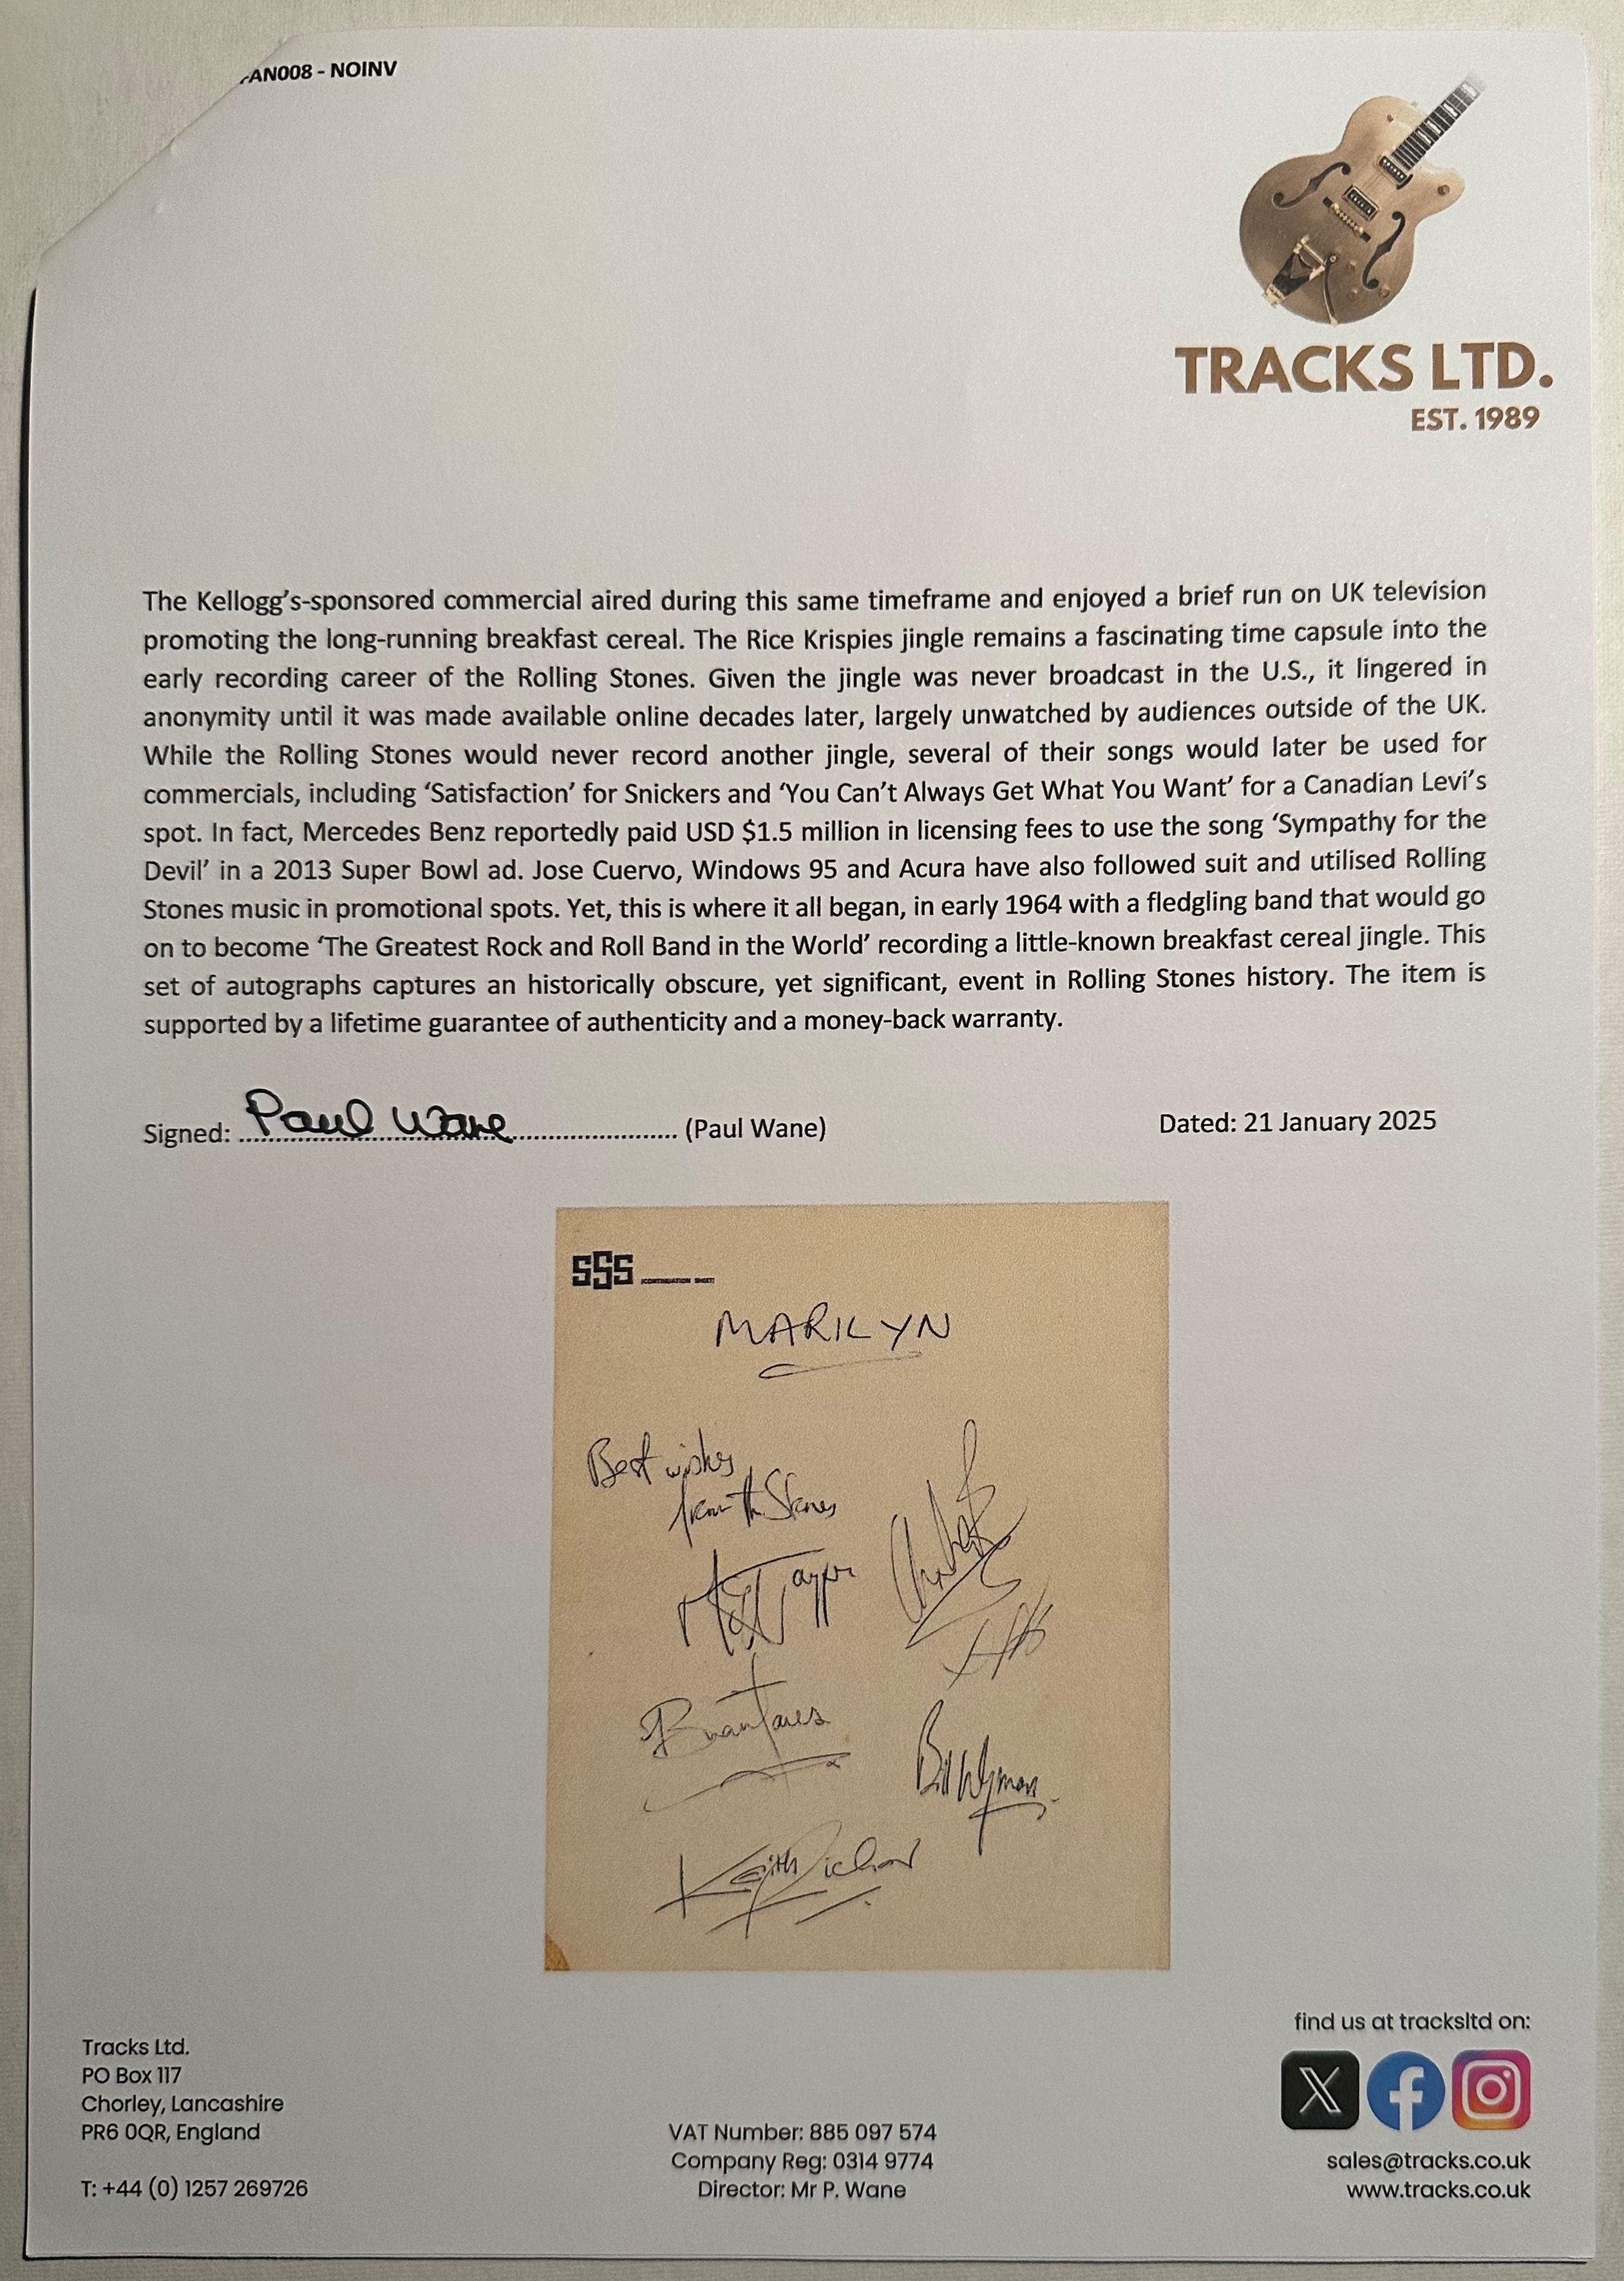 AN008 - NOINV
TRACKS LTD.
EST. 1989
The Kellogg's-sponsored commercial aired during this same timeframe and enjoyed a brief run on UK television
promoting the long-running breakfast cereal. The Rice Krispies jingle remains a fascinating time capsule into the
early recording career of the Rolling Stones. Given the jingle was never broadcast in the U.S., it lingered in
anonymity until it was made available online decades later, largely unwatched by audiences outside of the UK.
While the Rolling Stones would never record another jingle, several of their songs would later be used for
commercials, including ‘Satisfaction’ for Snickers and ‘You Can’t Always Get What You Want’ for a Canadian Levi’s
spot. In fact, Mercedes Benz reportedly paid USD $1.5 million in licensing fees to use the song ‘Sympathy for the
Devil’ in a 2013 Super Bowl ad. Jose Cuervo, Windows 95 and Acura have also followed suit and utilised Rolling
Stones music in promotional spots. Yet, this is where it all began, in early 1964 with a fledgling band that would go
on to become ‘The Greatest Rock and Roll Band in the World’ recording a little-known breakfast cereal jingle. This
set of autographs captures an historically obscure, yet significant, event in Rolling Stones history. The item is
supported by a lifetime guarantee of authenticity and a money-back warranty.
Signed: Paul Wane (Paul Wane)
Dated: 21 January 2025
SSS (CONTINUATION SHEET)
MARILYN
Best wishes
from the Stones
Brian Jones
Bill Wyman.
Keith Richard
Tracks Ltd.
PO Box 117
Chorley, Lancashire
PR6 0QR, England
T: +44 (0) 1257 269726
VAT Number: 885 097 574
Company Reg: 0314 9774
Director: Mr P. Wane
find us at tracksltd on:
sales@tracks.co.uk
www.tracks.co.uk